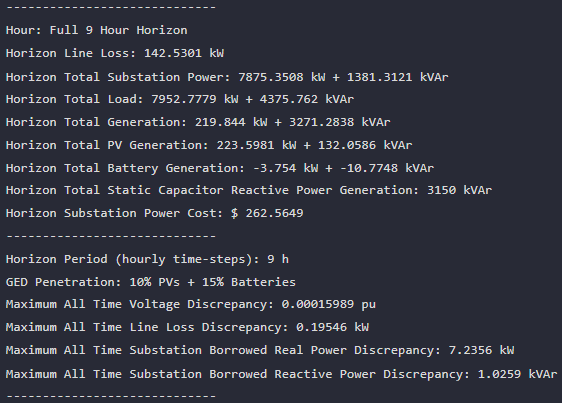 -----------------------------
Hour: Full 9 Hour Horizon
Horizon Line Loss: 142.5301 kW
Horizon Total Substation Power: 7875.3508 kW + 1381.3121 kVAr
Horizon Total Load: 7952.7779 kW + 4375.762 kVAr
Horizon Total Generation: 219.844 kW + 3271.2838 kVAr
Horizon Total PV Generation: 223.5981 kW + 132.0586 kVAr
Horizon Total Battery Generation: -3.754 kW + -10.7748 kVAr
Horizon Total Static Capacitor Reactive Power Generation: 3150 kVAr
Horizon Substation Power Cost: $ 262.5649
-----------------------------
Horizon Period (hourly time-steps): 9 h
GED Penetration: 10% PVs + 15% Batteries
Maximum All Time Voltage Discrepancy: 0.00015989 pu
Maximum All Time Line Loss Discrepancy: 0.19546 kW
Maximum All Time Substation Borrowed Real Power Discrepancy: 7.2356 kW
Maximum All Time Substation Borrowed Reactive Power Discrepancy: 1.0259 kVAr
-----------------------------